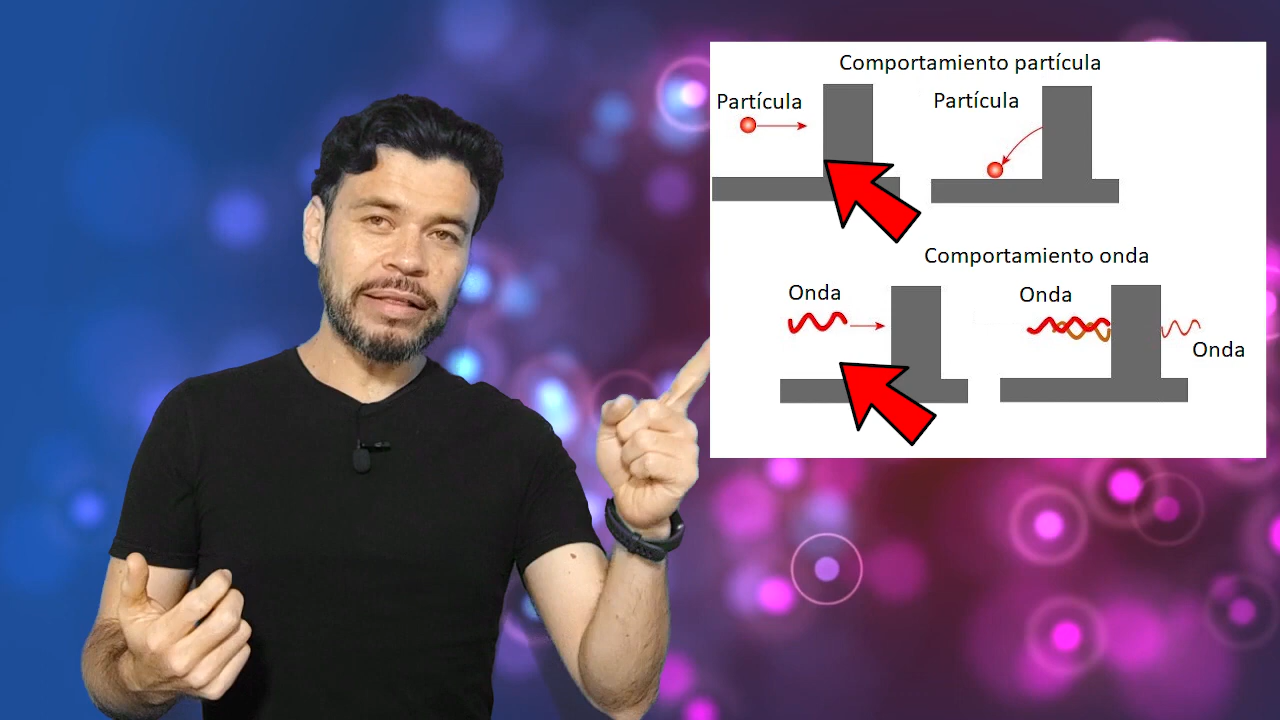 Comportamiento partícula
Partícula
Partícula
Comportamiento onda
Onda
Onda
Onda